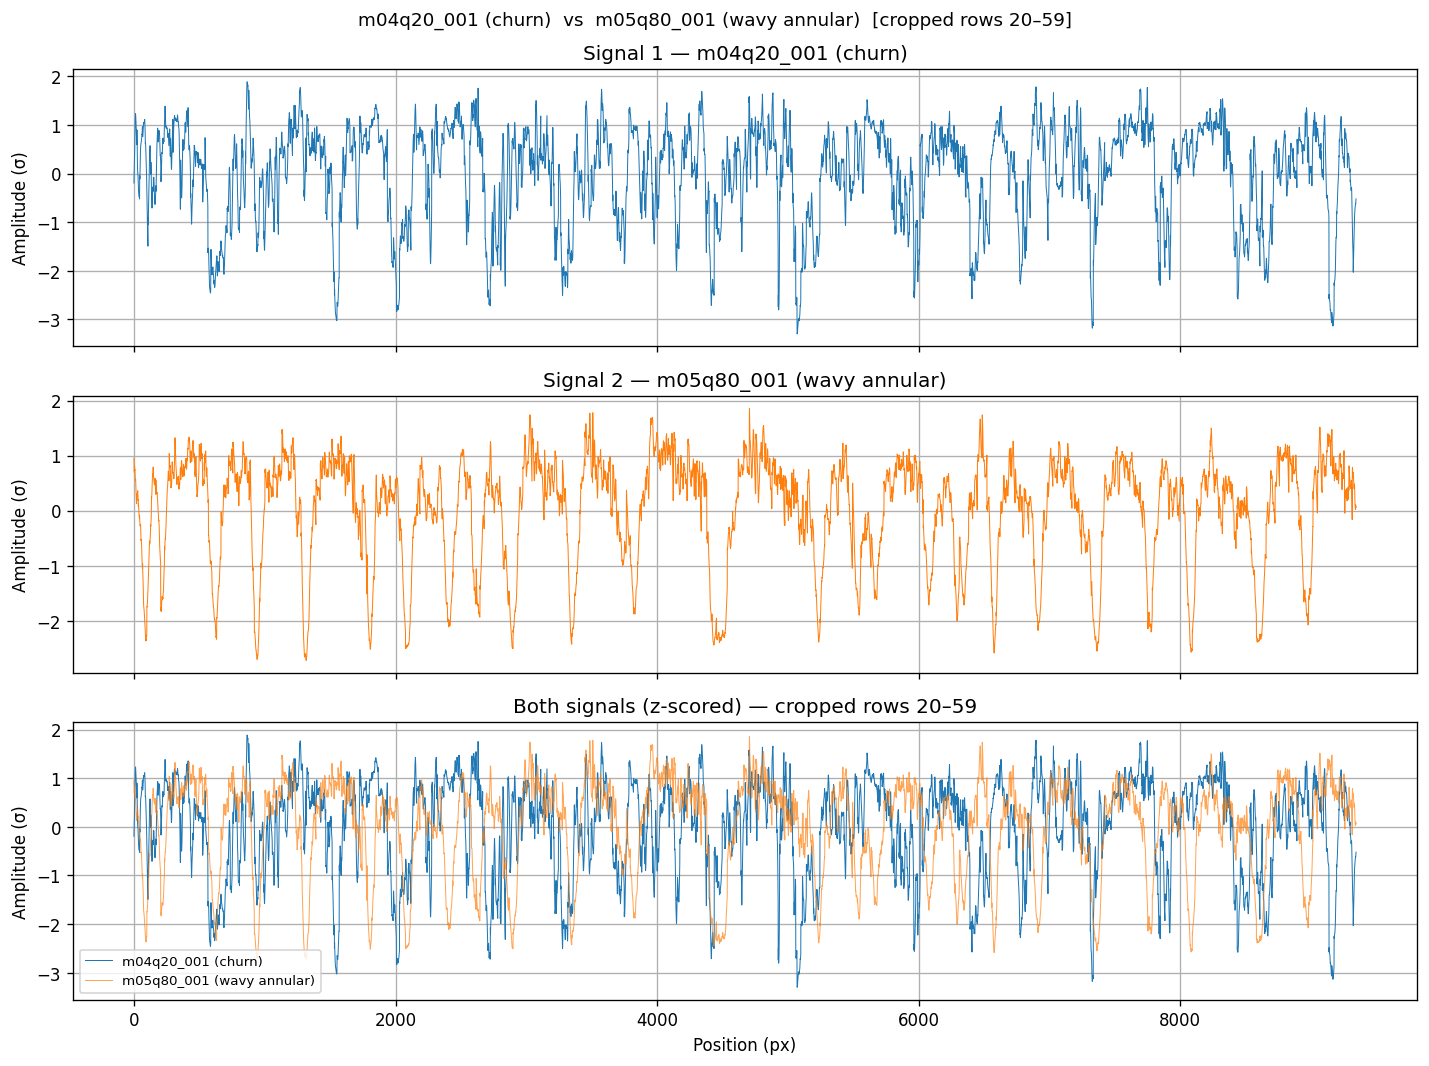 m04q20_001 (churn)  vs  m05q80_001 (wavy annular)  [cropped rows 20–59]
Signal 1 — m04q20_001 (churn)
2
1
0
−1
−2
−3
Amplitude (σ)
Signal 2 — m05q80_001 (wavy annular)
2
1
0
−1
−2
Amplitude (σ)
Both signals (z-scored) — cropped rows 20–59
2
1
0
−1
−2
−3
Amplitude (σ)
m04q20_001 (churn)
m05q80_001 (wavy annular)
0 2000 4000 6000 8000
Position (px)